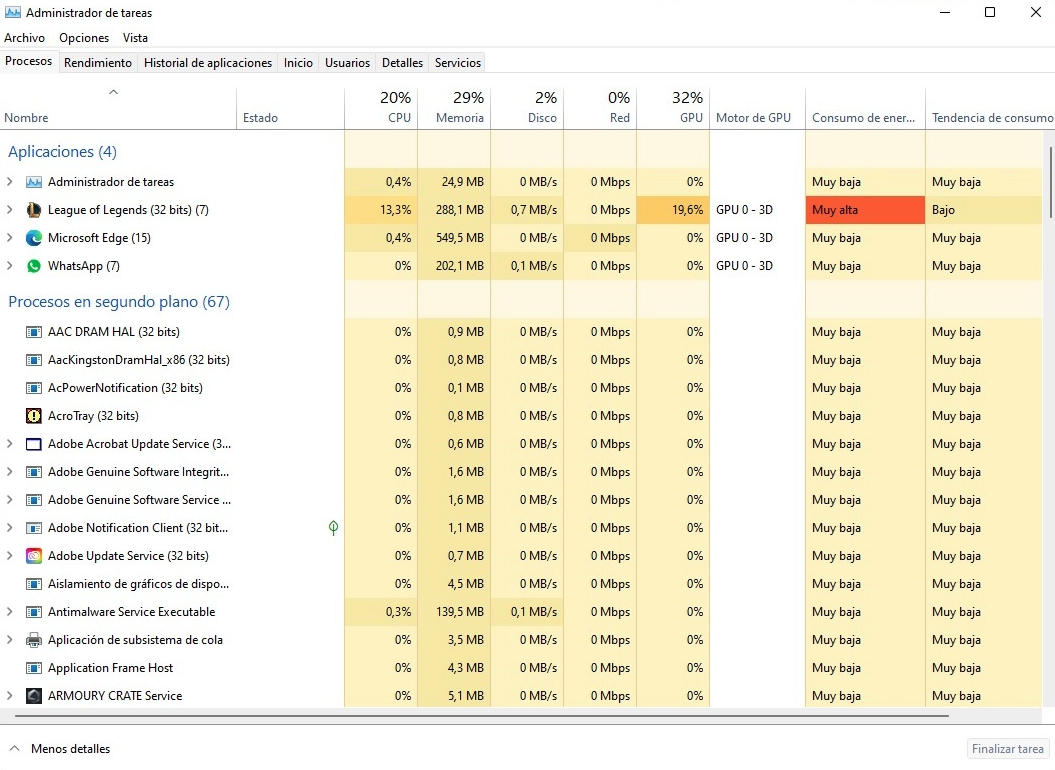 Administrador de tareas
Archivo Opciones Vista
Procesos Rendimiento Historial de aplicaciones Inicio Usuarios Detalles Servicios
20% 29% 2% 0% 32%
Nombre Estado CPU Memoria Disco Red GPU Motor de GPU Consumo de ener... Tendencia de consumo
Aplicaciones (4)
Administrador de tareas 0,4% 24,9 MB 0 MB/s 0 Mbps 0% Muy baja Muy baja
League of Legends (32 bits) (7) 13,3% 288,1 MB 0,7 MB/s 0 Mbps 19,6% GPU 0 - 3D Muy alta Bajo
Microsoft Edge (15) 0,4% 549,5 MB 0 MB/s 0 Mbps 0% GPU 0 - 3D Muy baja Muy baja
WhatsApp (7) 0% 202,1 MB 0,1 MB/s 0 Mbps 0% GPU 0 - 3D Muy baja Muy baja
Procesos en segundo plano (67)
AAC DRAM HAL (32 bits) 0% 0,9 MB 0 MB/s 0 Mbps 0% Muy baja Muy baja
AacKingstonDramHal_x86 (32 bits) 0% 0,8 MB 0 MB/s 0 Mbps 0% Muy baja Muy baja
AcPowerNotification (32 bits) 0% 0,1 MB 0 MB/s 0 Mbps 0% Muy baja Muy baja
AcroTray (32 bits) 0% 0,8 MB 0 MB/s 0 Mbps 0% Muy baja Muy baja
Adobe Acrobat Update Service (3... 0% 0,6 MB 0 MB/s 0 Mbps 0% Muy baja Muy baja
Adobe Genuine Software Integrit... 0% 1,6 MB 0 MB/s 0 Mbps 0% Muy baja Muy baja
Adobe Genuine Software Service ... 0% 1,6 MB 0 MB/s 0 Mbps 0% Muy baja Muy baja
Adobe Notification Client (32 bit... 0% 1,1 MB 0 MB/s 0 Mbps 0% Muy baja Muy baja
Adobe Update Service (32 bits) 0% 0,7 MB 0 MB/s 0 Mbps 0% Muy baja Muy baja
Aislamiento de gráficos de dispo... 0% 4,5 MB 0 MB/s 0 Mbps 0% Muy baja Muy baja
Antimalware Service Executable 0,3% 139,5 MB 0,1 MB/s 0 Mbps 0% Muy baja Muy baja
Aplicación de subsistema de cola 0% 3,5 MB 0 MB/s 0 Mbps 0% Muy baja Muy baja
Application Frame Host 0% 4,3 MB 0 MB/s 0 Mbps 0% Muy baja Muy baja
ARMOURY CRATE Service 0% 5,1 MB 0 MB/s 0 Mbps 0% Muy baja Muy baja
Menos detalles Finalizar tarea